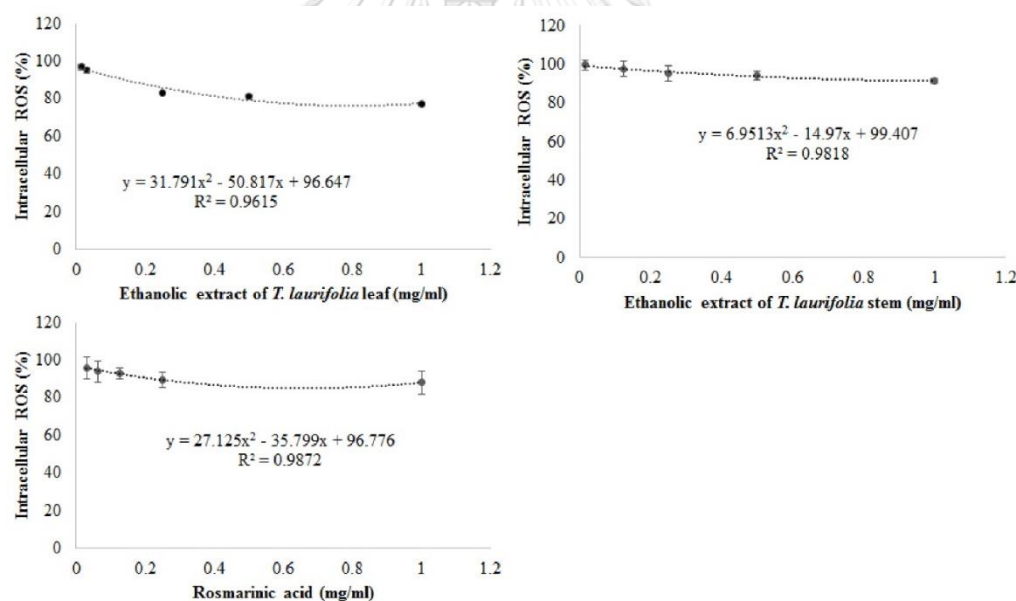 120
100
80
60
40
20
0
Intracellular ROS (%)
y = 31.791x² - 50.817x + 96.647
R² = 0.9615
0 0.2 0.4 0.6 0.8 1 1.2
Ethanolic extract of T. laurifolia leaf (mg/ml)
120
100
80
60
40
20
0
Intracellular ROS (%)
y = 6.9513x² - 14.97x + 99.407
R² = 0.9818
0 0.2 0.4 0.6 0.8 1 1.2
Ethanolic extract of T. laurifolia stem (mg/ml)
120
100
80
60
40
20
0
Intracellular ROS (%)
y = 27.125x² - 35.799x + 96.776
R² = 0.9872
0 0.2 0.4 0.6 0.8 1 1.2
Rosmarinic acid (mg/ml)